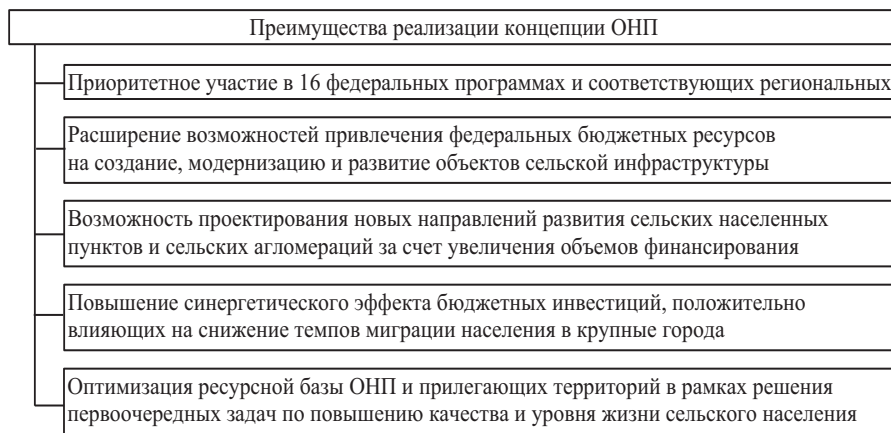 Преимущества реализации концепции ОНП
Приоритетное участие в 16 федеральных программах и соответствующих региональных
Расширение возможностей привлечения федеральных бюджетных ресурсов
на создание, модернизацию и развитие объектов сельской инфраструктуры
Возможность проектирования новых направлений развития сельских населенных
пунктов и сельских агломераций за счет увеличения объемов финансирования
Повышение синергетического эффекта бюджетных инвестиций, положительно
влияющих на снижение темпов миграции населения в крупные города
Оптимизация ресурсной базы ОНП и прилегающих территорий в рамках решения
первоочередных задач по повышению качества и уровня жизни сельского населения